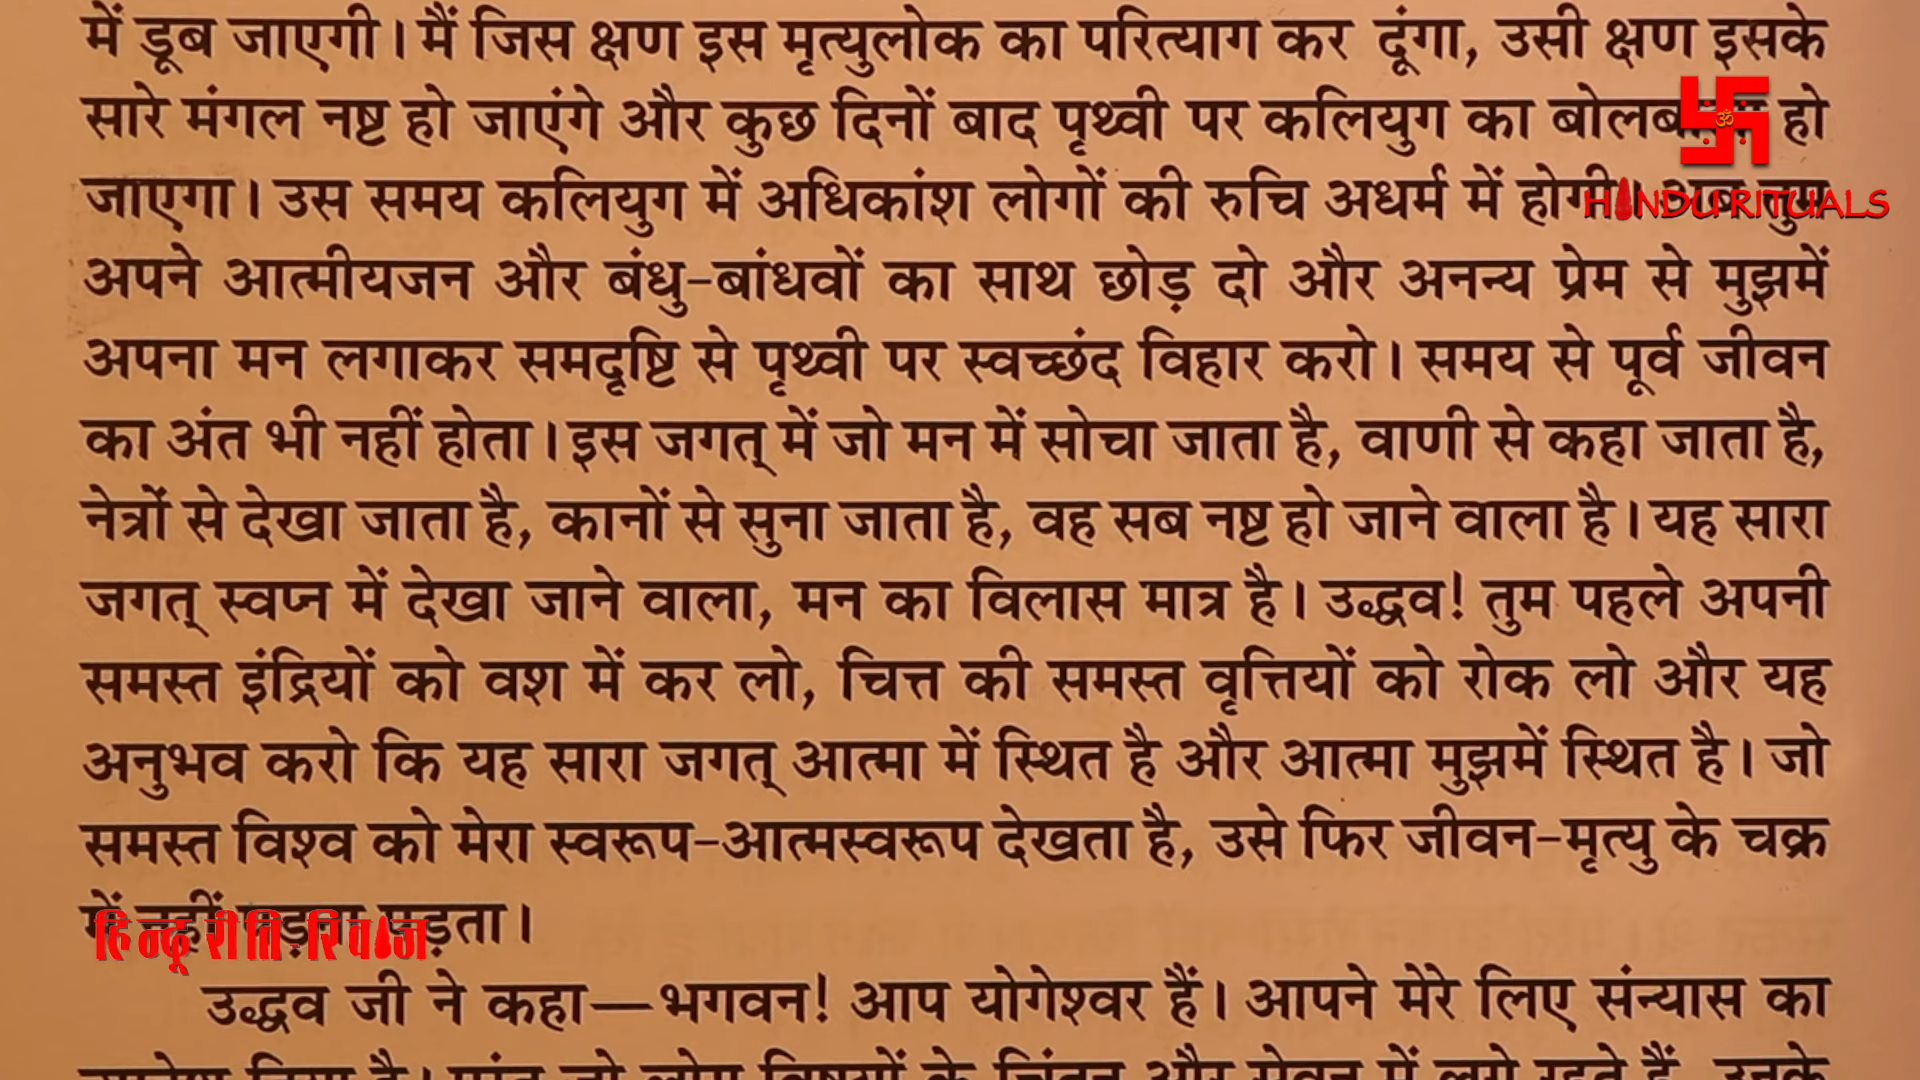 में डूब जाएगी। मैं जिस क्षण इस मृत्युलोक का परित्याग कर दूंगा, उसी क्षण इसके
सारे मंगल नष्ट हो जाएंगे और कुछ दिनों बाद पृथ्वी पर कलियुग का हो
जाएगा। उस समय कलियुग में अधिकांश लोगों की रुचि अधर्म में होगी। अब तुम
HINDU RITUALS
अपने आत्मीयजन और बंधु-बांधवों का साथ छोड़ दो और अनन्य प्रेम से मुझमें
अपना मन लगाकर समदृष्टि से पृथ्वी पर स्वच्छंद विहार करो। समय से पूर्व जीवन
का अंत भी नहीं होता। इस जगत् में जो मन में सोचा जाता है, वाणी से कहा जाता है,
नेत्रों से देखा जाता है, कानों से सुना जाता है, वह सब नष्ट हो जाने वाला है। यह सारा
जगत् स्वप्न में देखा जाने वाला, मन का विलास मात्र है। उद्धव! तुम पहले अपनी
समस्त इंद्रियों को वश में कर लो, चित्त की समस्त वृत्तियों को रोक लो और यह
अनुभव करो कि यह सारा जगत् आत्मा में स्थित है और आत्मा मुझमें स्थित है। जो
समस्त विश्व को मेरा स्वरूप-आत्मस्वरूप देखता है, उसे फिर जीवन-मृत्यु के चक्र
में नहीं पड़ना पड़ता।
हिन्दू रीति-रिवाज
उद्धव जी ने कहा—भगवन! आप योगेश्वर हैं। आपने मेरे लिए संन्यास का